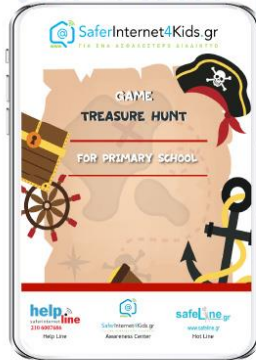 SaferInternet4Kids.gr
ΓΙΑ ΕΝΑ ΑΣΦΑΛΕΣΤΕΡΟ ΔΙΑΔΙΚΤΥΟ
GAME
TREASURE HUNT
FOR PRIMARY SCHOOL
help line
saferinternet
210 6007686
Help Line
SaferInternet4Kids.gr
Awareness Center
safeline.gr
www.safeline.gr
Hot Line